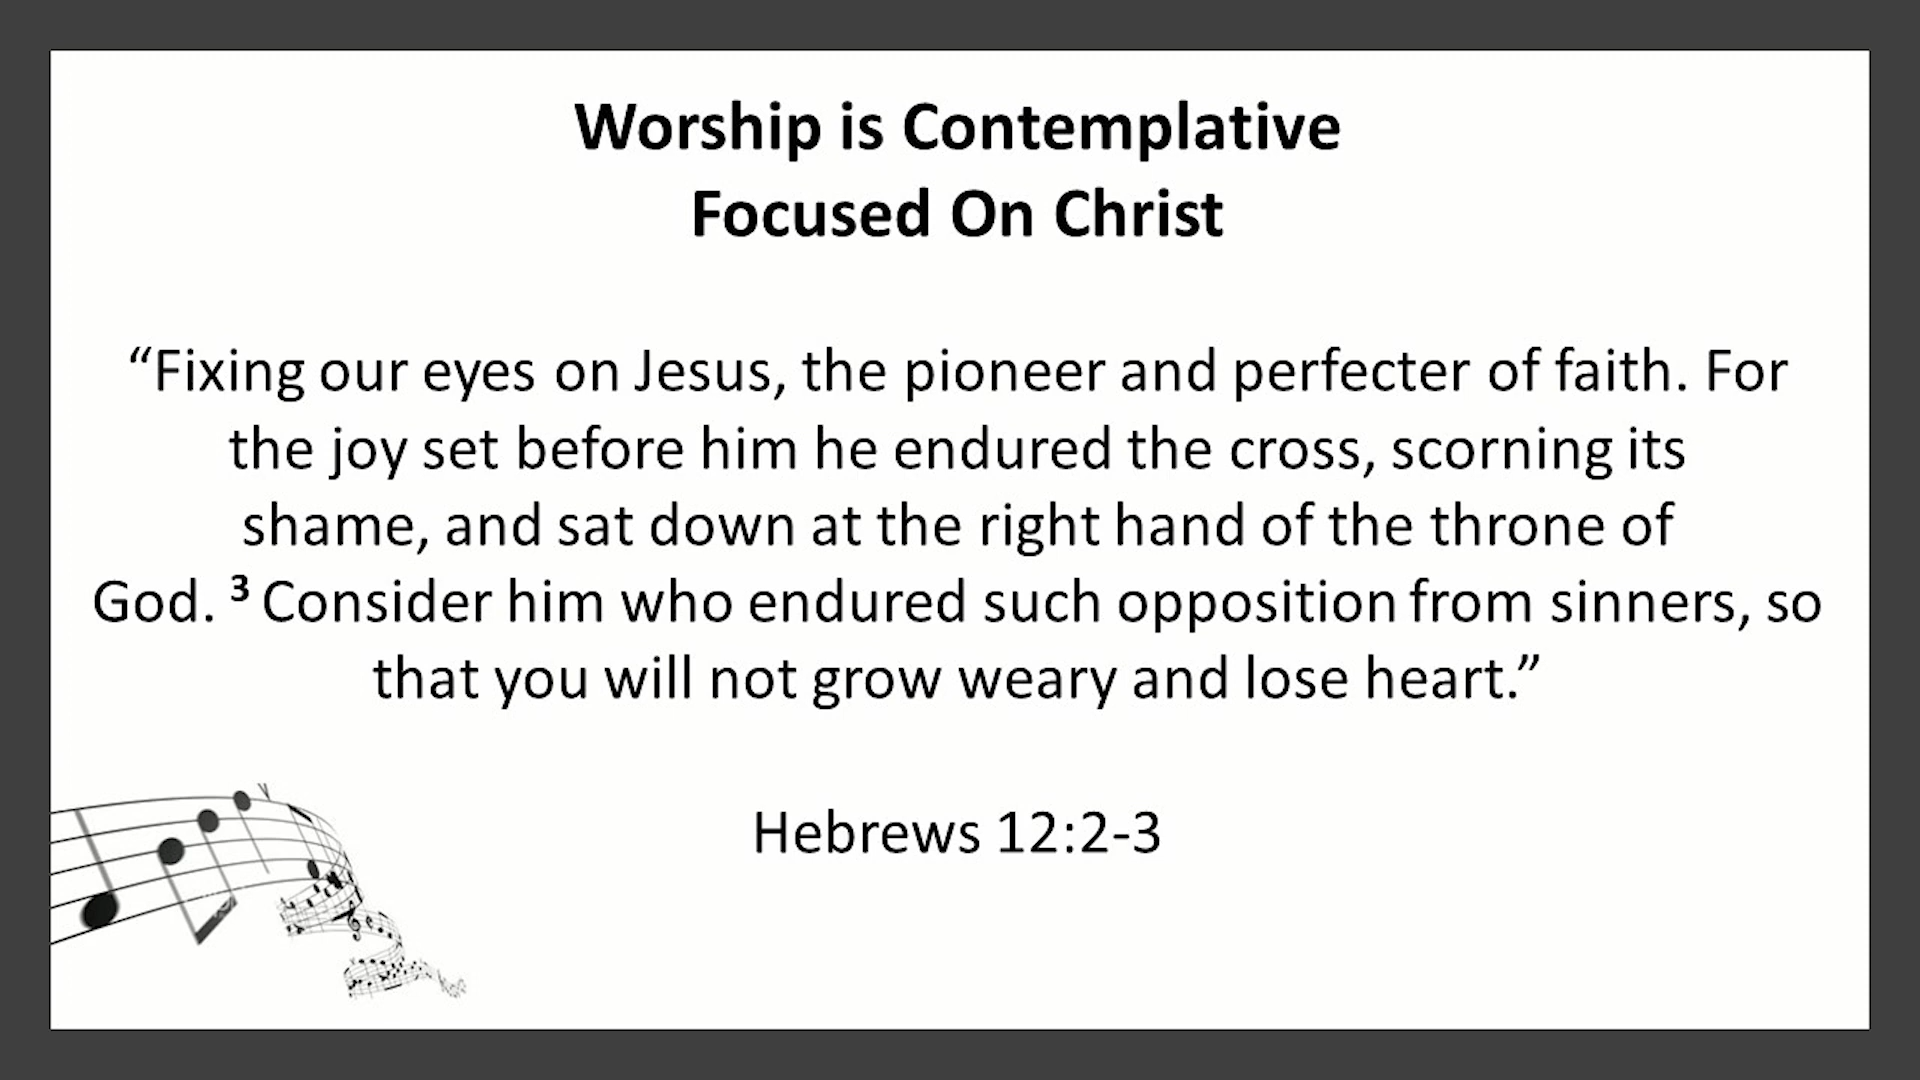 Worship is Contemplative
Focused On Christ
“Fixing our eyes on Jesus, the pioneer and perfecter of faith. For
the joy set before him he endured the cross, scorning its
shame, and sat down at the right hand of the throne of
God. ³ Consider him who endured such opposition from sinners, so
that you will not grow weary and lose heart.”
Hebrews 12:2-3